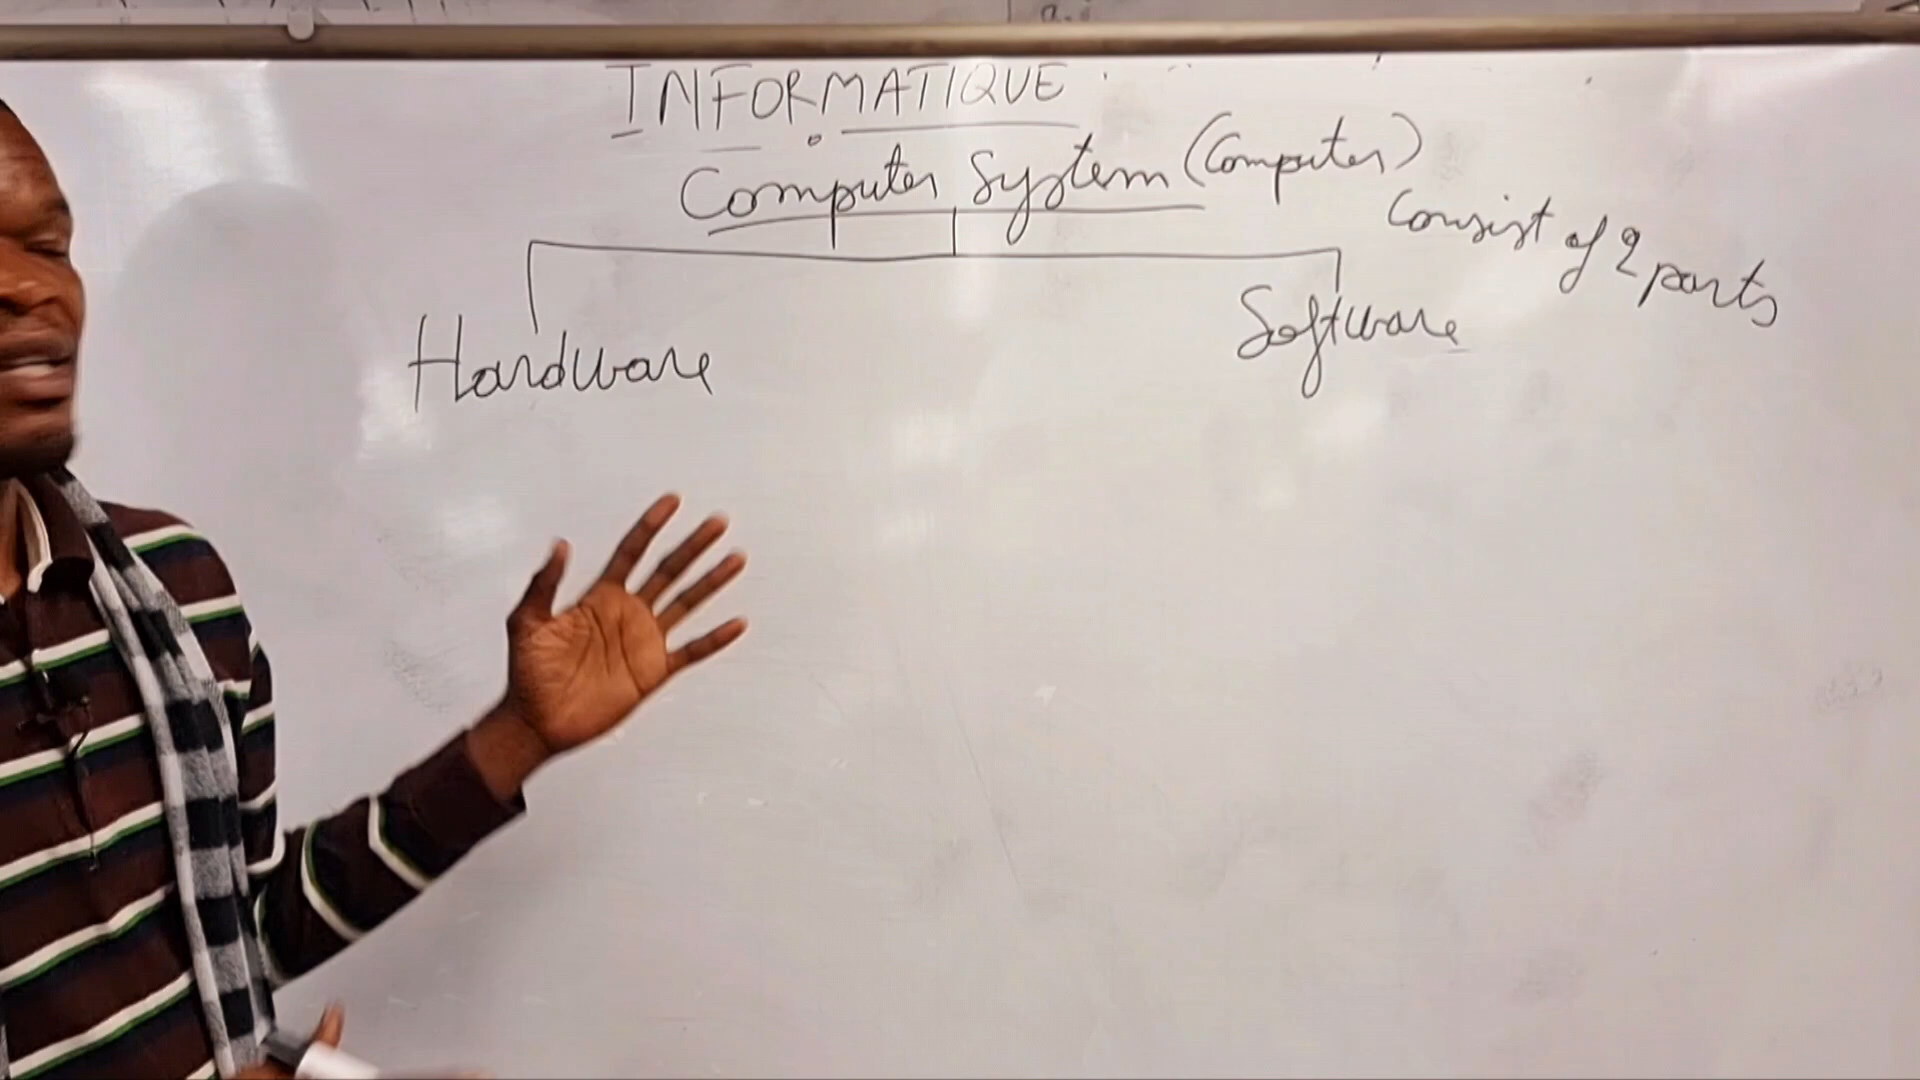 INFORMATIQUE
Computer System (Computer)
Consist of 2 parts
Hardware
Software